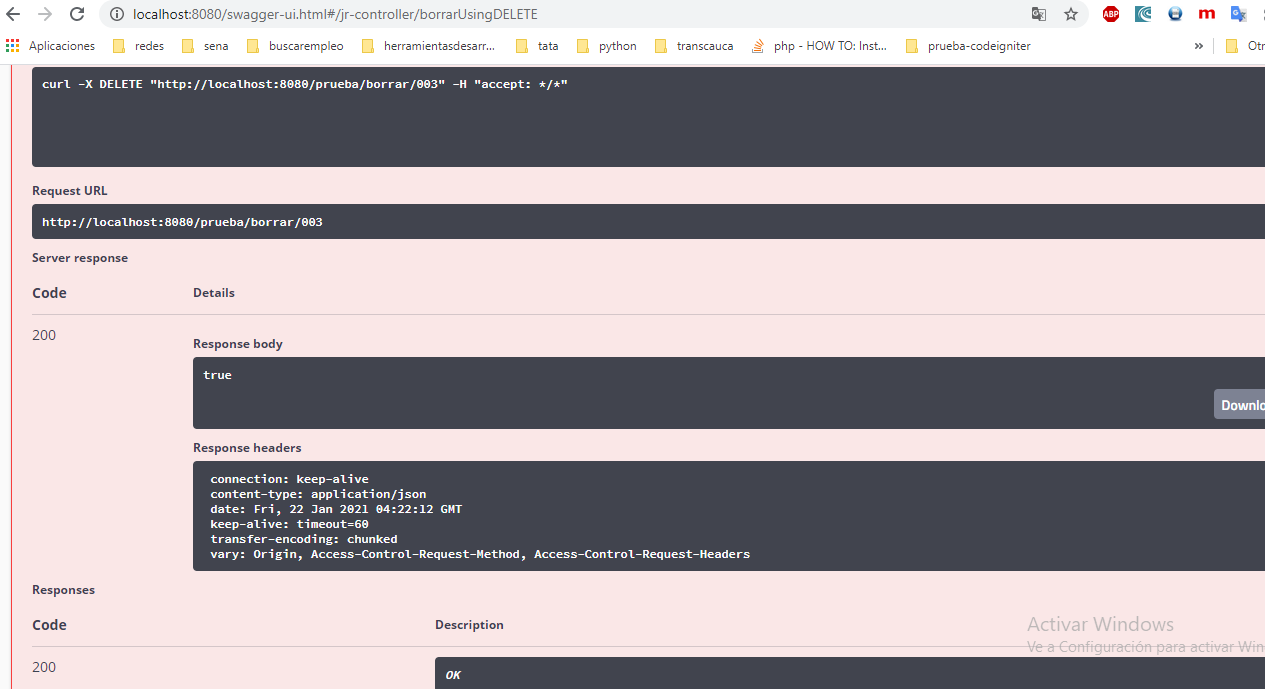 localhost:8080/swagger-ui.html#/jr-controller/borrarUsingDELETE
ABP
m
Aplicaciones redes sena buscarempleo herramientasdesarr... tata python transcauca php - HOW TO: Inst... prueba-codeigniter » Otr
curl -X DELETE "http://localhost:8080/prueba/borrar/003" -H "accept: */*"
Request URL
http://localhost:8080/prueba/borrar/003
Server response
Code Details
200
Response body
true
Downlo
Response headers
connection: keep-alive
content-type: application/json
date: Fri, 22 Jan 2021 04:22:12 GMT
keep-alive: timeout=60
transfer-encoding: chunked
vary: Origin, Access-Control-Request-Method, Access-Control-Request-Headers
Responses
Code Description
Activar Windows
Ve a Configuración para activar Win
200
OK